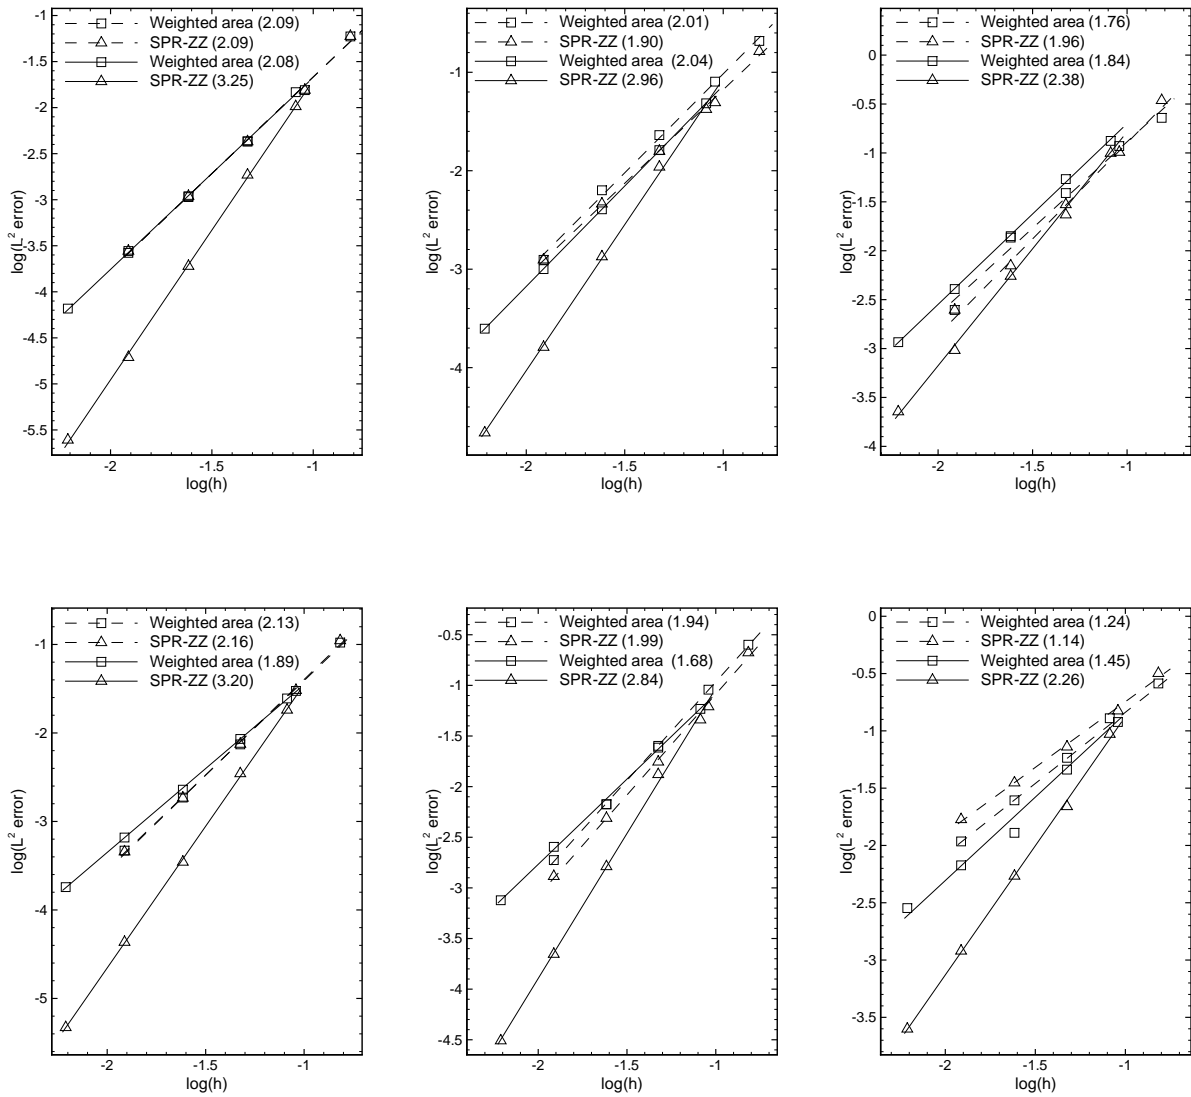 -1
-1.5
-2
-2.5
-3
-3.5
-4
-4.5
-5
-5.5
log(L² error)
Weighted area (2.09)
SPR-ZZ (2.09)
Weighted area (2.08)
SPR-ZZ (3.25)
-2 -1.5 -1
log(h)
-1
-2
-3
-4
log(L² error)
Weighted area (2.01)
SPR-ZZ (1.90)
Weighted area (2.04)
SPR-ZZ (2.96)
-2 -1.5 -1
log(h)
0
-0.5
-1
-1.5
-2
-2.5
-3
-3.5
-4
log(L² error)
Weighted area (1.76)
SPR-ZZ (1.96)
Weighted area (1.84)
SPR-ZZ (2.38)
-2 -1.5 -1
log(h)
-1
-2
-3
-4
-5
log(L² error)
Weighted area (2.13)
SPR-ZZ (2.16)
Weighted area (1.89)
SPR-ZZ (3.20)
-2 -1.5 -1
log(h)
-0.5
-1
-1.5
-2
-2.5
-3
-3.5
-4
-4.5
log(L² error)
Weighted area (1.94)
SPR-ZZ (1.99)
Weighted area (1.68)
SPR-ZZ (2.84)
-2 -1.5 -1
log(h)
0
-0.5
-1
-1.5
-2
-2.5
-3
-3.5
log(L² error)
Weighted area (1.24)
SPR-ZZ (1.14)
Weighted area (1.45)
SPR-ZZ (2.26)
-2 -1.5 -1
log(h)